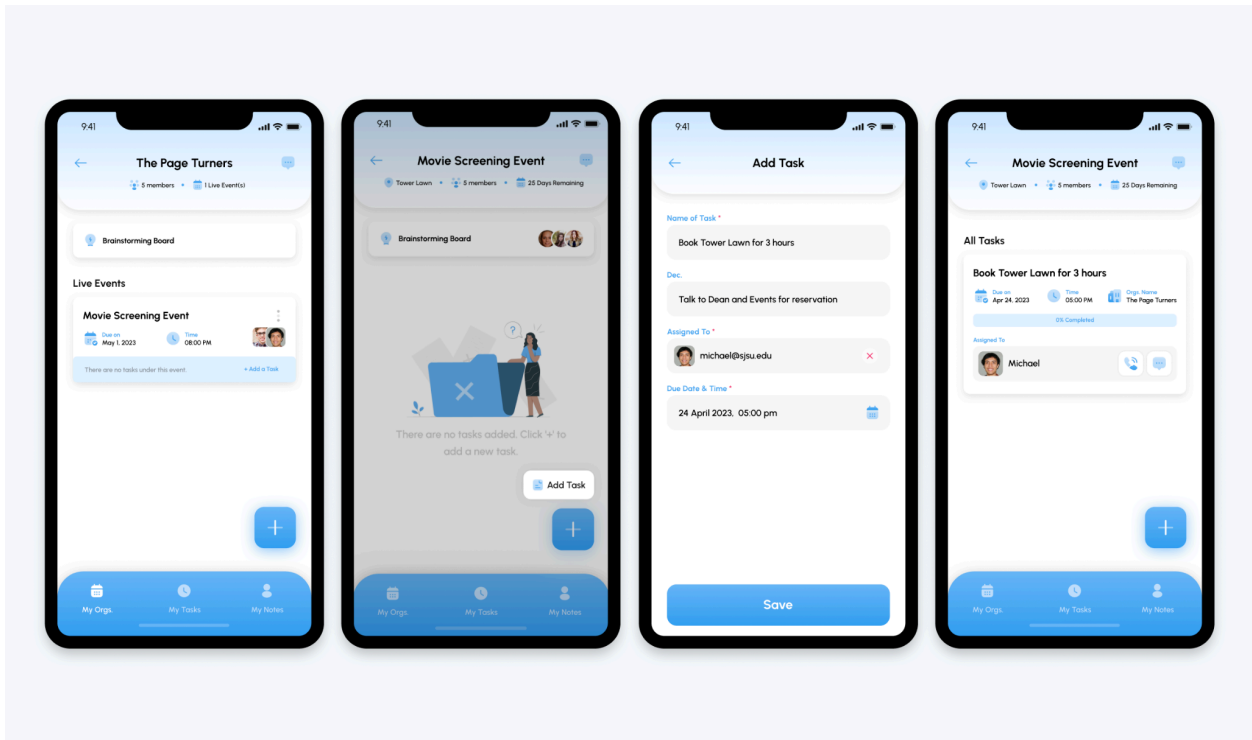 9:41
The Page Turners
5 members • 1 Live Event(s)
Brainstorming Board
Live Events
Movie Screening Event
Due on
May 1, 2023
Time
08:00 PM
There are no tasks under this event.
+ Add a Task
My Orgs.
My Tasks
My Notes
9:41
Movie Screening Event
Tower Lawn • 5 members • 25 Days Remaining
Brainstorming Board
?
There are no tasks added. Click '+' to
add a new task.
Add Task
My Orgs.
My Tasks
My Notes
9:41
Add Task
Name of Task *
Book Tower Lawn for 3 hours
Dec.
Talk to Dean and Events for reservation
Assigned To *
michael@sjsu.edu
Due Date & Time *
24 April 2023, 05:00 pm
Save
9:41
Movie Screening Event
Tower Lawn • 5 members • 25 Days Remaining
All Tasks
Book Tower Lawn for 3 hours
Due on
Apr 24, 2023
Time
05:00 PM
Orgs. Name
The Page Turners
0% Completed
Assigned To
Michael
My Orgs.
My Tasks
My Notes